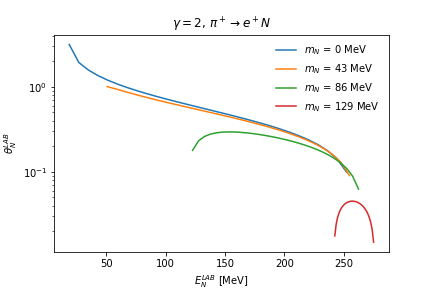 γ = 2, π⁺ → e⁺N
m_N = 0 MeV
m_N = 43 MeV
m_N = 86 MeV
m_N = 129 MeV
θ_N^LAB
10⁰
10⁻¹
50 100 150 200 250
E_N^LAB [MeV]